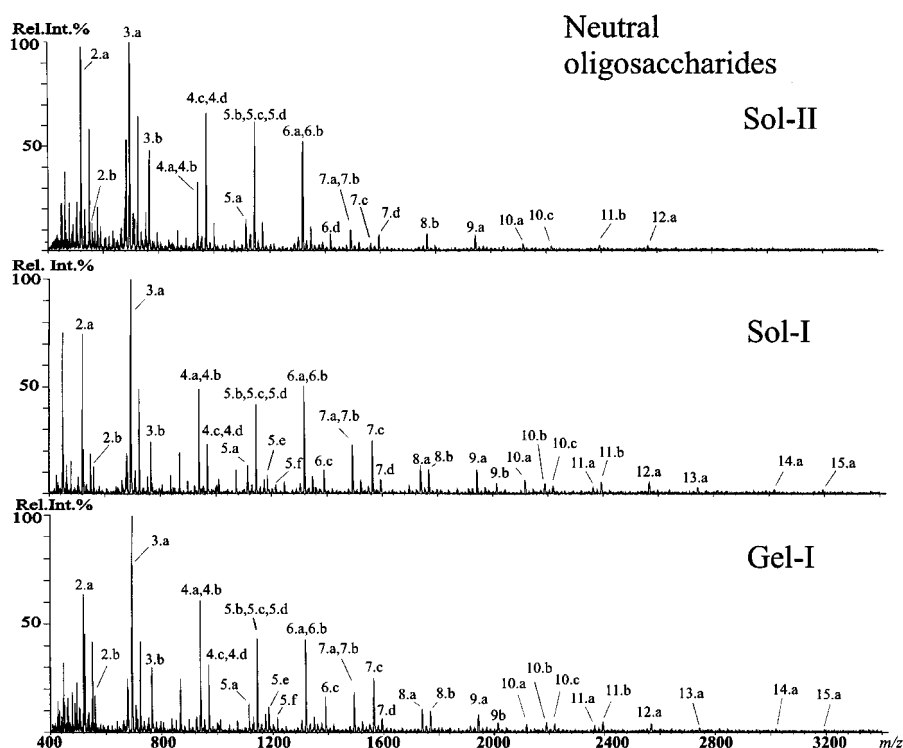 Neutral
oligosaccharides
Rel.Int.%
100
50
2.a
2.b
3.a
3.b
4.a,4.b
4.c,4.d
5.a
5.b,5.c,5.d
6.a,6.b
6.d
7.a,7.b
7.c
7.d
8.b
9.a
10.a
10.c
11.b
12.a
Sol-II
Rel. Int.%
100
50
2.a
2.b
3.a
3.b
4.a,4.b
4.c,4.d
5.a
5.b,5.c,5.d
5.e
5.f
6.a,6.b
6.c
7.a,7.b
7.c
7.d
8.a
8.b
9.a
9.b
10.a
10.b
10.c
11.a
11.b
12.a
13.a
14.a
15.a
Sol-I
Rel.Int.%
100
50
2.a
2.b
3.a
3.b
4.a,4.b
4.c,4.d
5.a
5.b,5.c,5.d
5.e
5.f
6.a,6.b
6.c
7.a,7.b
7.c
7.d
8.a
8.b
9.a
9b
10.a
10.b
10.c
11.a
11.b
12.a
13.a
14.a
15.a
Gel-I
400 800 1200 1600 2000 2400 2800 3200 m/z